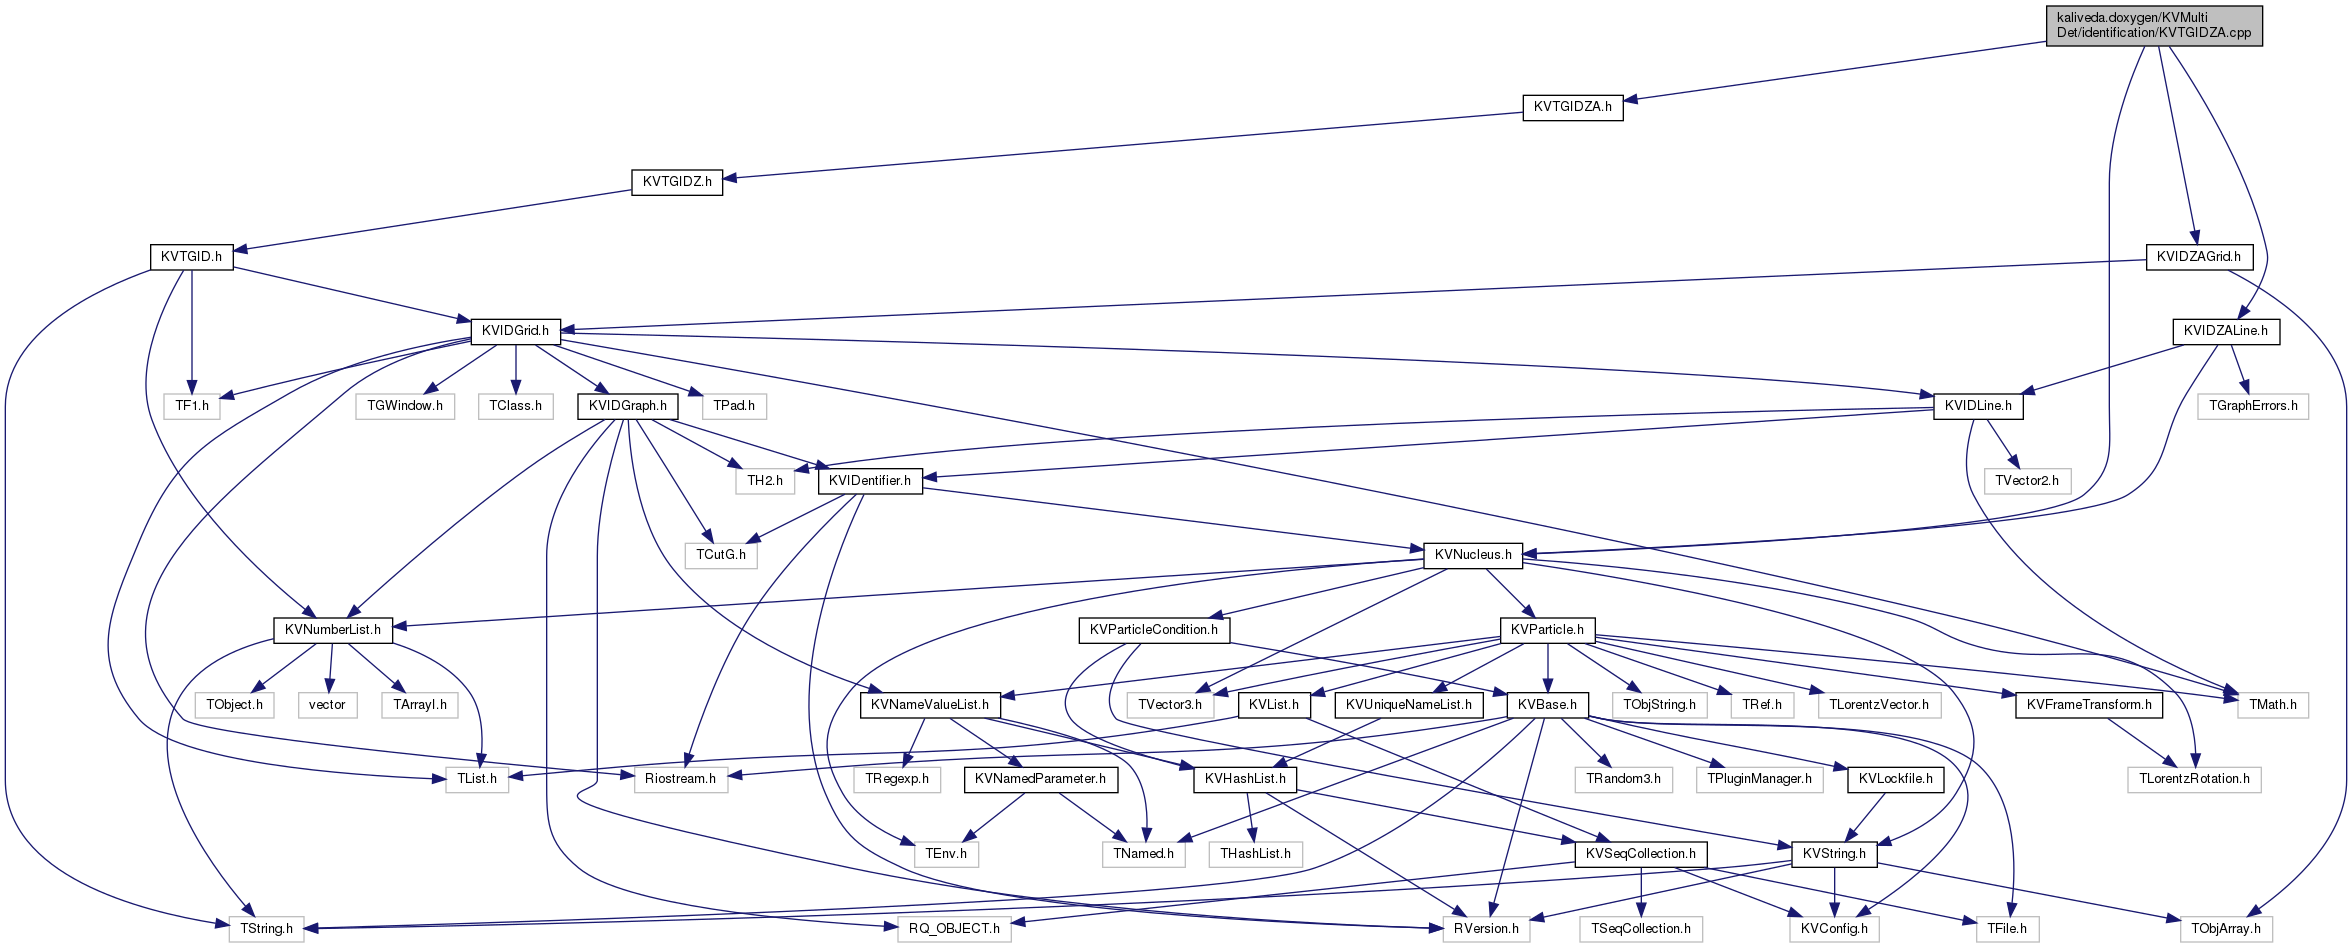 kaliveda.doxygen/KVMulti
Det/identification/KVTGIDZA.cpp
KVTGIDZA.h
KVTGIDZ.h
KVTGID.h
KVIDZAGrid.h
KVIDGrid.h
KVIDZALine.h
TF1.h
TGWindow.h
TClass.h
KVIDGraph.h
TPad.h
KVIDLine.h
TGraphErrors.h
TH2.h
KVIDentifier.h
TVector2.h
TCutG.h
KVNucleus.h
KVNumberList.h
KVParticleCondition.h
KVParticle.h
TObject.h
vector
TArrayI.h
KVNameValueList.h
TVector3.h
KVList.h
KVUniqueNameList.h
KVBase.h
TObjString.h
TRef.h
TLorentzVector.h
KVFrameTransform.h
TMath.h
TList.h
Riostream.h
TRegexp.h
KVNamedParameter.h
KVHashList.h
TRandom3.h
TPluginManager.h
KVLockfile.h
TLorentzRotation.h
TEnv.h
TNamed.h
THashList.h
KVSeqCollection.h
KVString.h
TString.h
RQ_OBJECT.h
RVersion.h
TSeqCollection.h
KVConfig.h
TFile.h
TObjArray.h